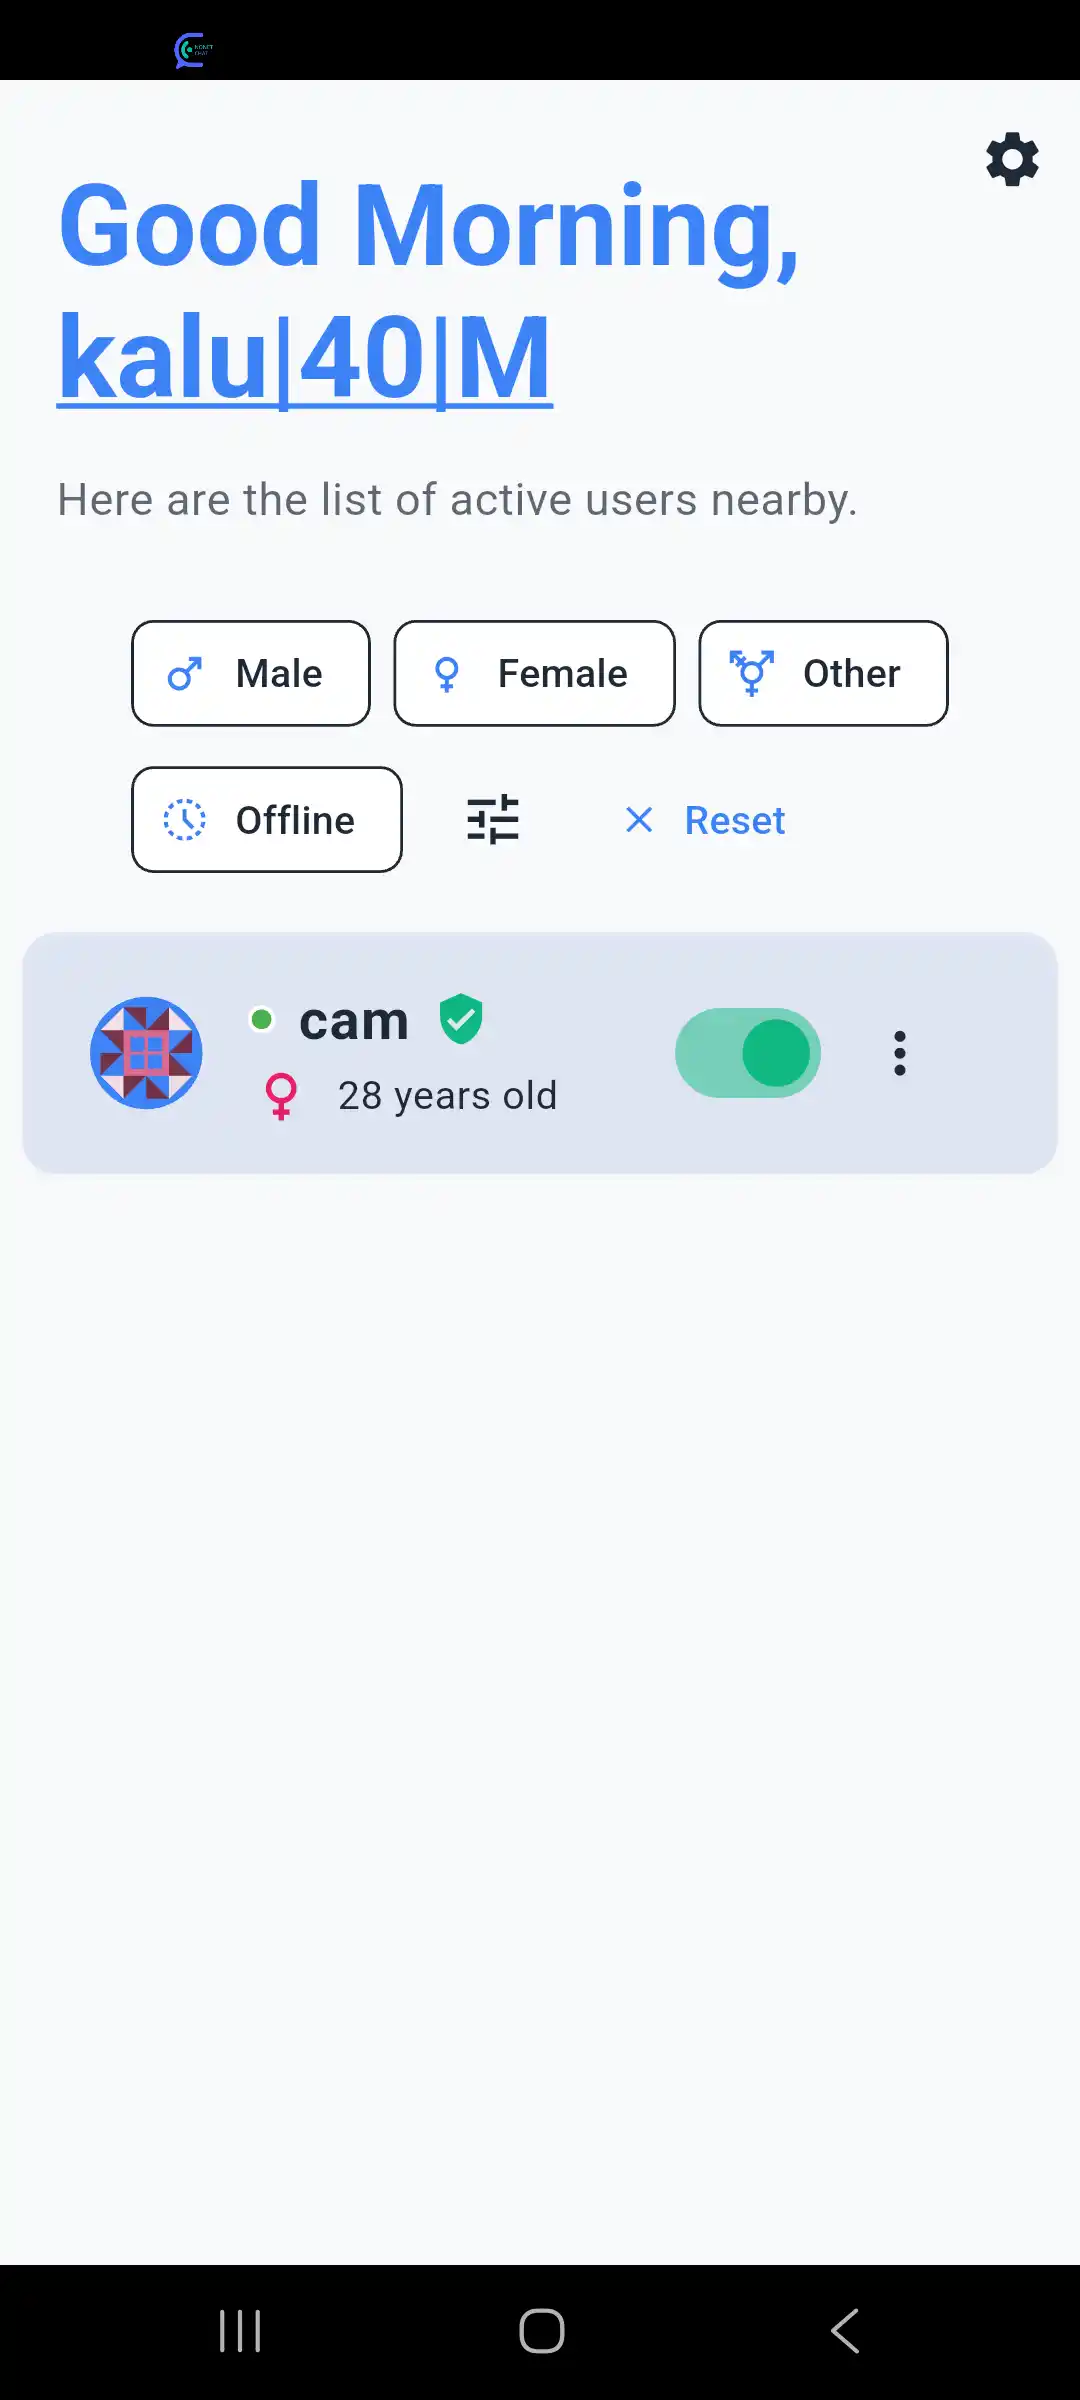 Good Morning,
kalu|40|M
Here are the list of active users nearby.
Male
Female
Other
Offline
Reset
cam
28 years old